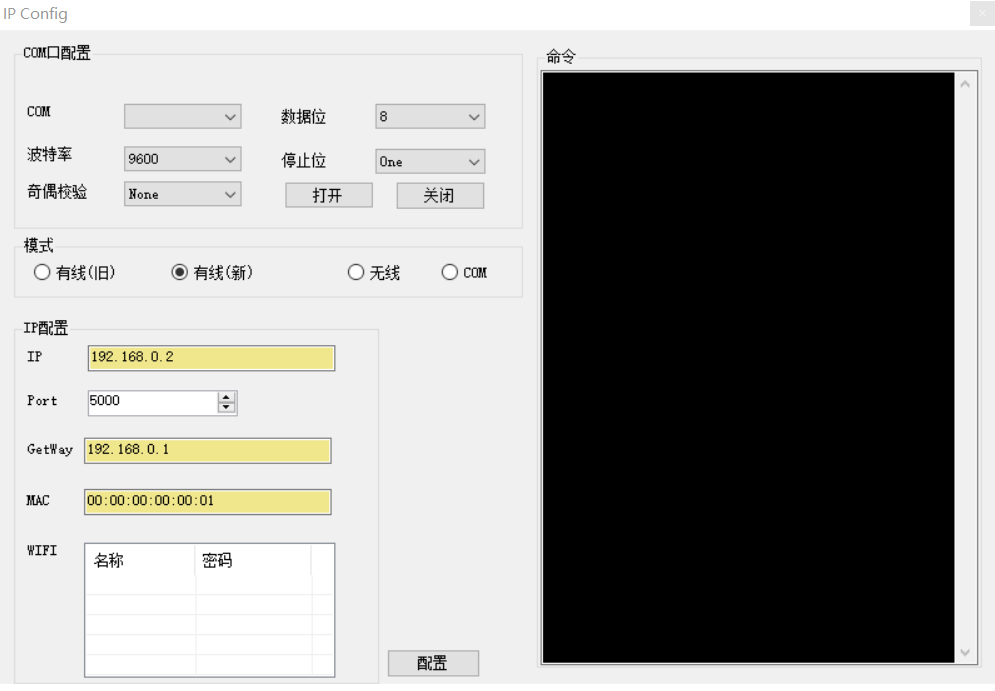 IP Config
COM口配置
COM
数据位
8
波特率
9600
停止位
One
奇偶校验
None
打开
关闭
模式
有线(旧)
有线(新)
无线
COM
IP配置
IP
192.168.0.2
Port
5000
GetWay
192.168.0.1
MAC
00:00:00:00:00:01
WIFI
名称
密码
配置
命令